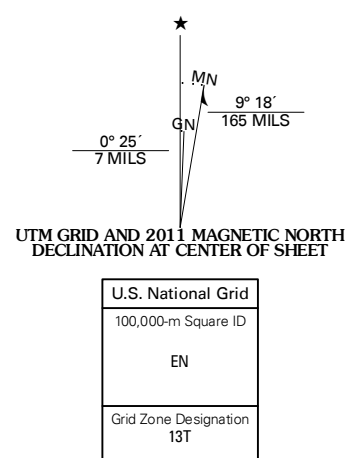 ★
MN
GN
9° 18´
165 MILS
0° 25´
7 MILS
UTM GRID AND 2011 MAGNETIC NORTH
DECLINATION AT CENTER OF SHEET
U.S. National Grid
100,000-m Square ID
EN
Grid Zone Designation
13T